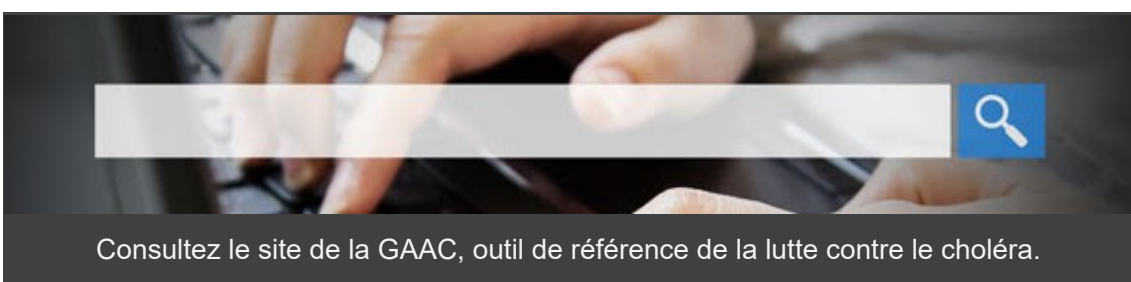 Consultez le site de la GAAC, outil de référence de la lutte contre le choléra.